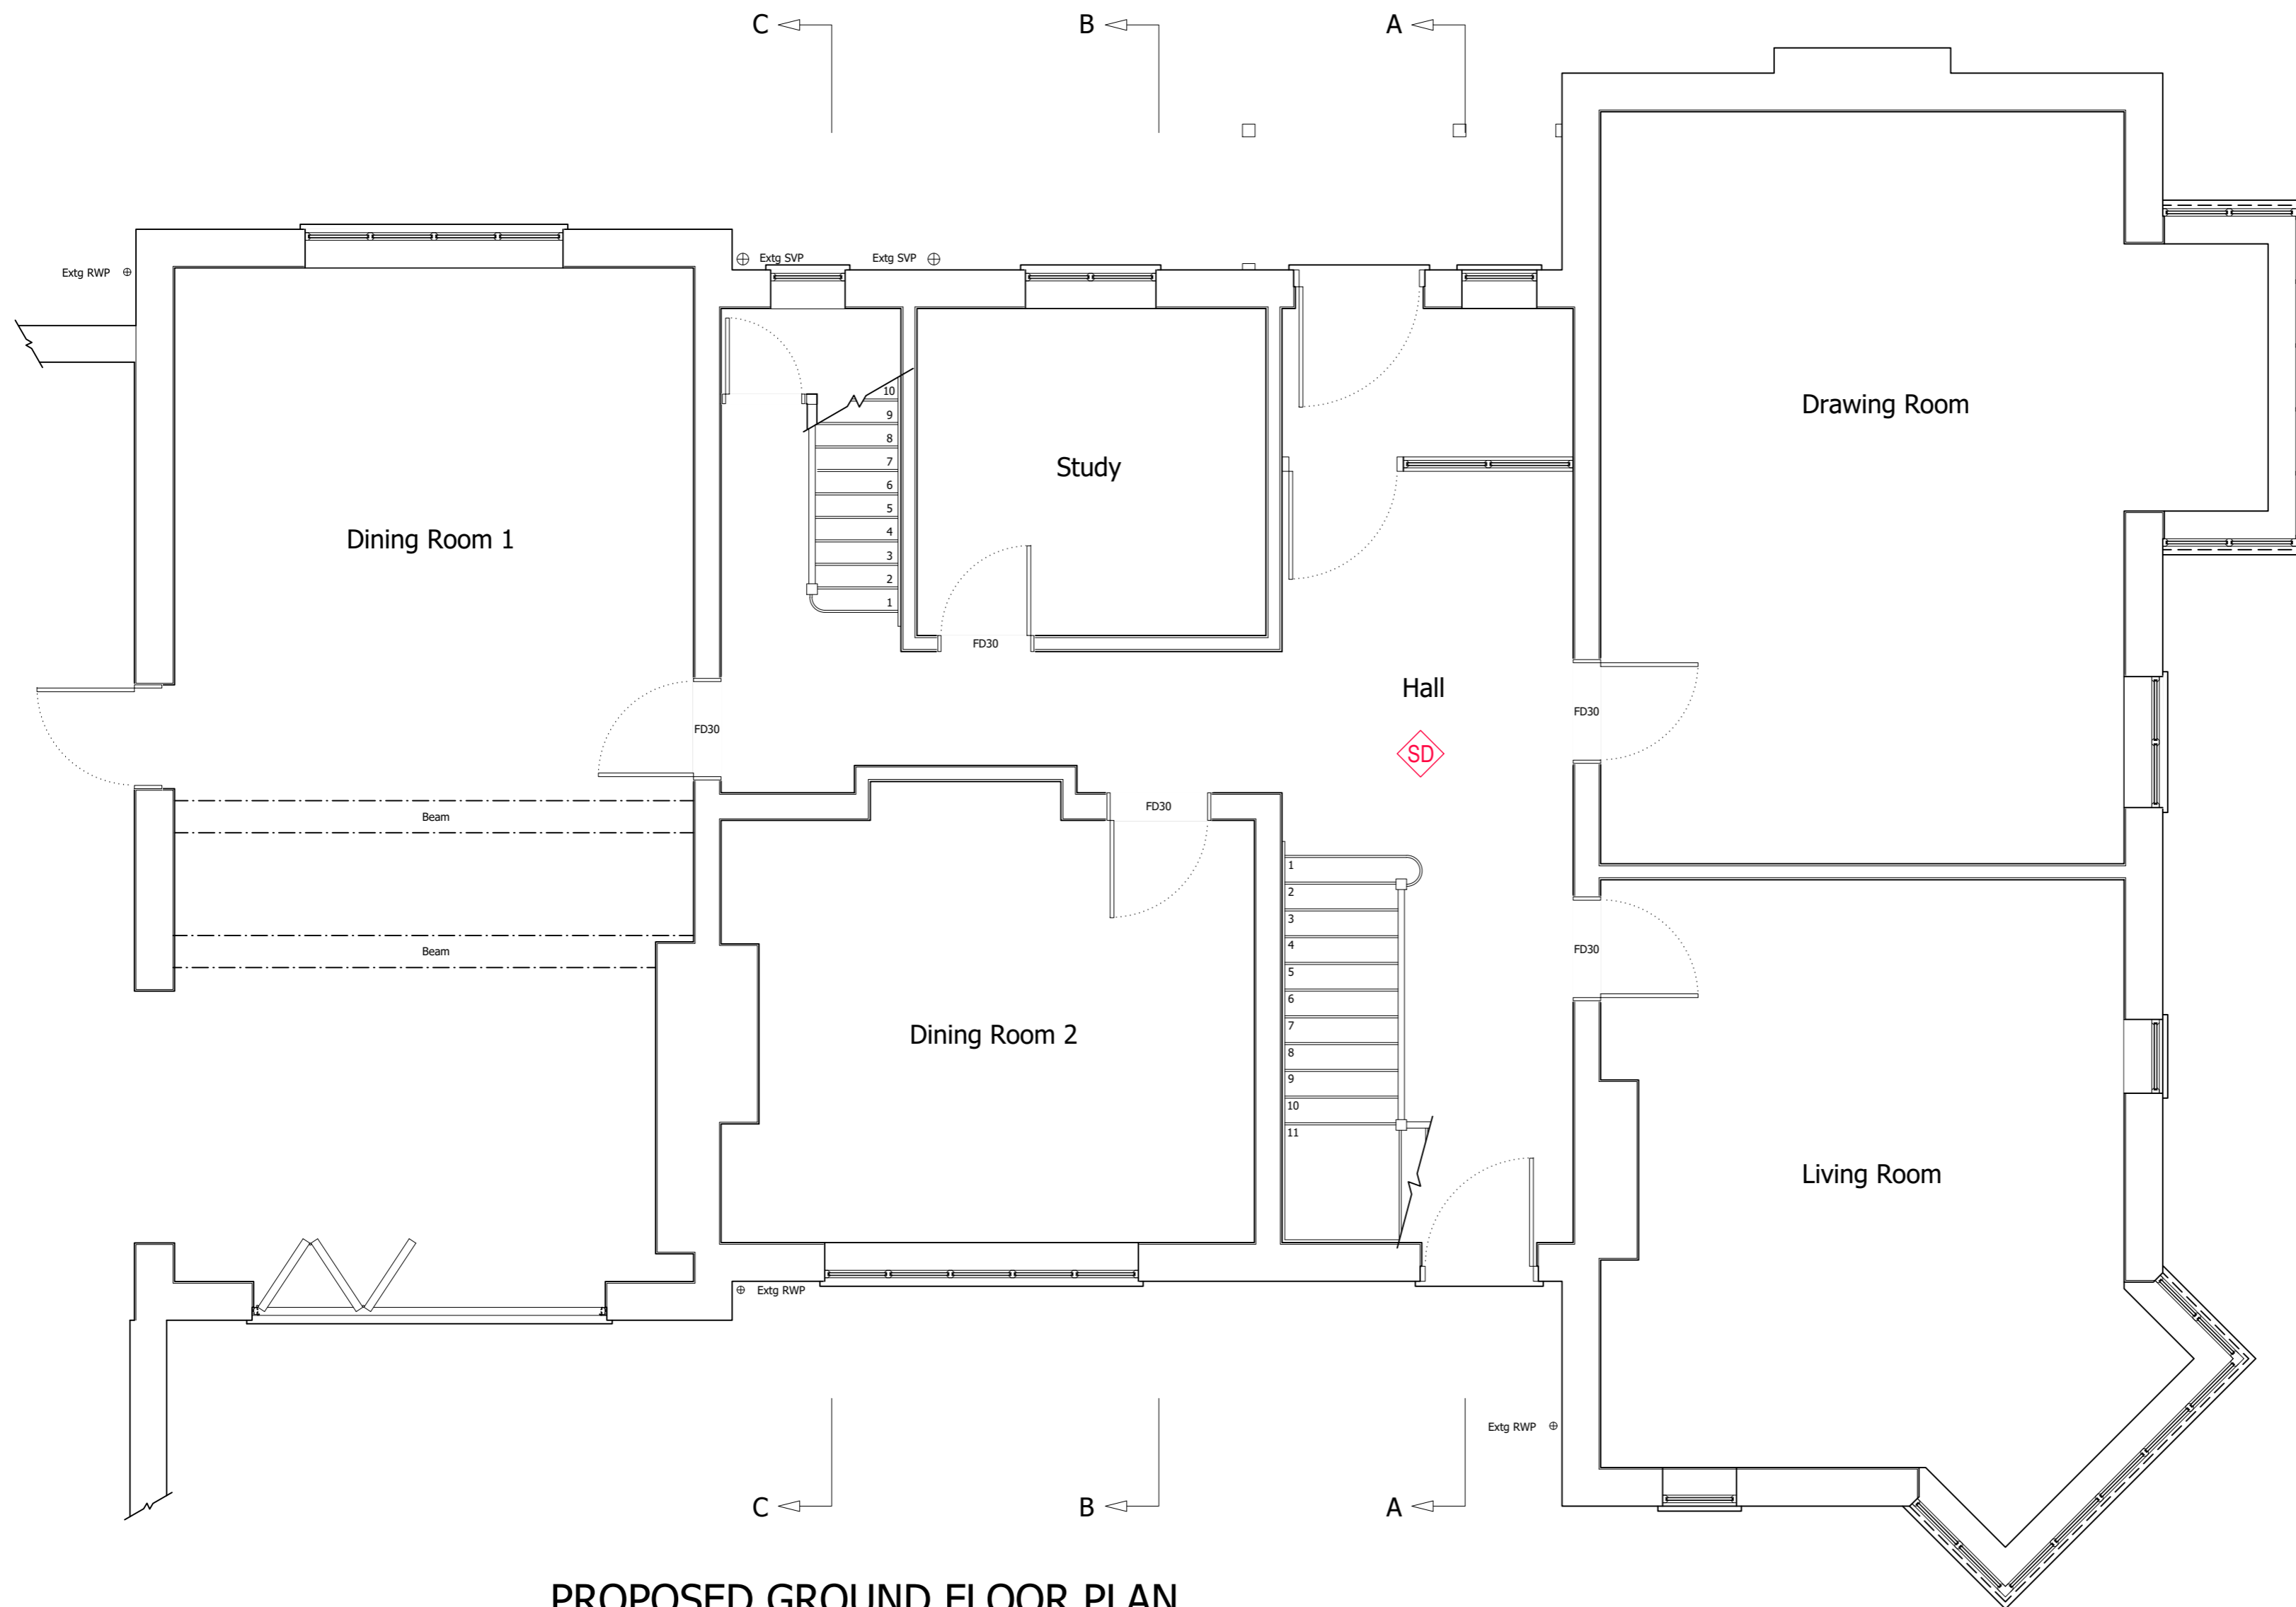 C
B
A
Extg RWP
Extg SVP
Extg SVP
Drawing Room
Study
Dining Room 1
10
9
8
7
6
5
4
3
2
1
FD30
Hall
FD30
FD30
SD
FD30
Beam
Beam
1
2
3
4
5
6
7
8
9
10
11
FD30
Dining Room 2
Living Room
Extg RWP
Extg RWP
C
B
A
PROPOSED GROUND FLOOR PLAN